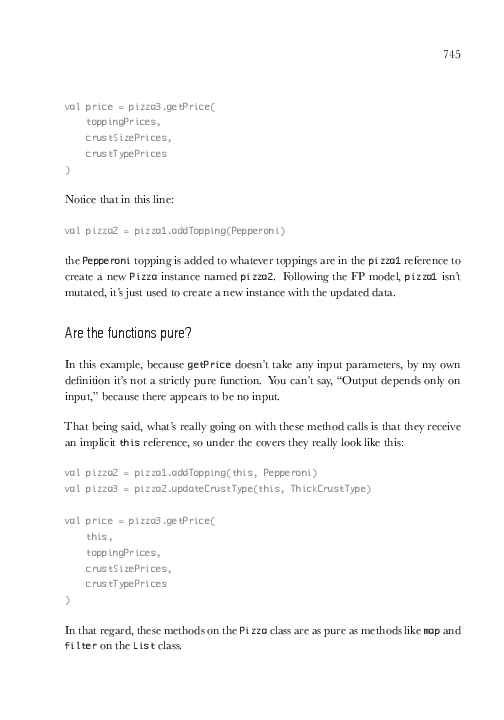 745
val price = pizza3.getPrice(
    toppingPrices,
    crustSizePrices,
    crustTypePrices
)
Notice that in this line:
val pizza2 = pizza1.addTopping(Pepperoni)
the Pepperoni topping is added to whatever toppings are in the pizza1 reference to
create a new Pizza instance named pizza2. Following the FP model, pizza1 isn't
mutated, it's just used to create a new instance with the updated data.
Are the functions pure?
In this example, because getPrice doesn't take any input parameters, by my own
definition it's not a strictly pure function. You can't say, “Output depends only on
input,” because there appears to be no input.
That being said, what's really going on with these method calls is that they receive
an implicit this reference, so under the covers they really look like this:
val pizza2 = pizza1.addTopping(this, Pepperoni)
val pizza3 = pizza2.updateCrustType(this, ThickCrustType)
val price = pizza3.getPrice(
    this,
    toppingPrices,
    crustSizePrices,
    crustTypePrices
)
In that regard, these methods on the Pizza class are as pure as methods like map and
filter on the List class.